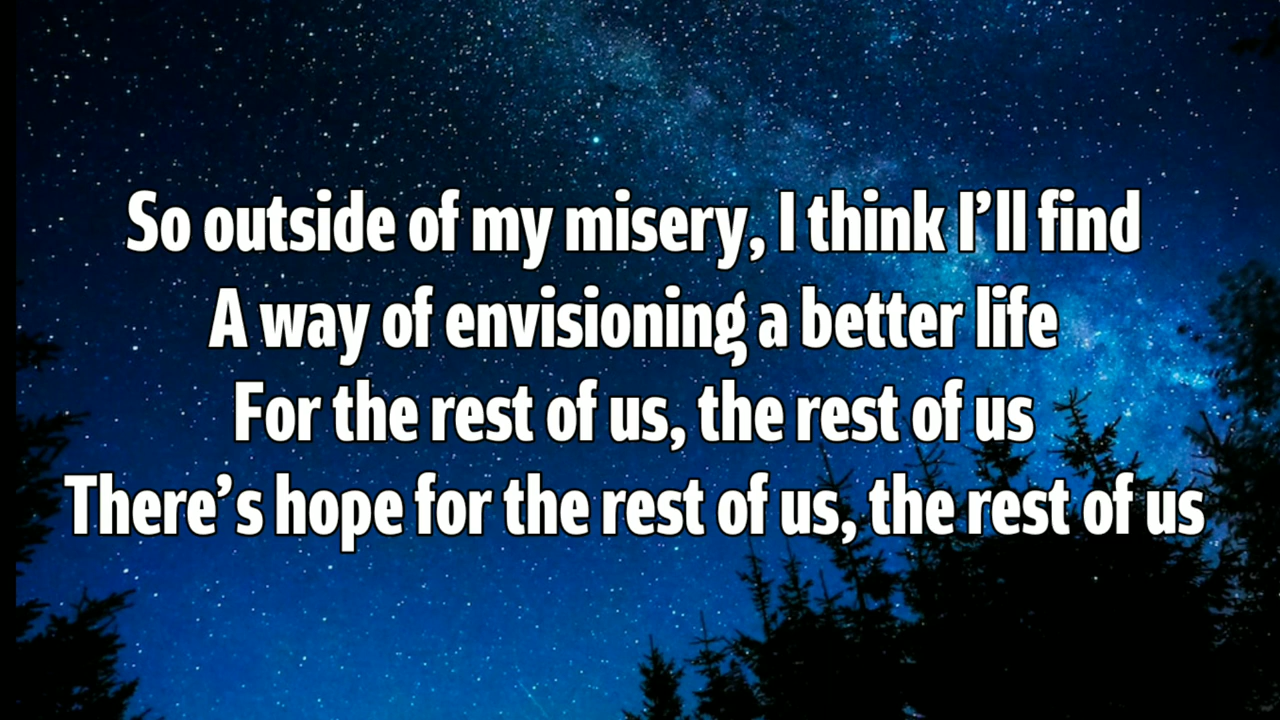 So outside of my misery, I think I’ll find
A way of envisioning a better life
For the rest of us, the rest of us
There’s hope for the rest of us, the rest of us